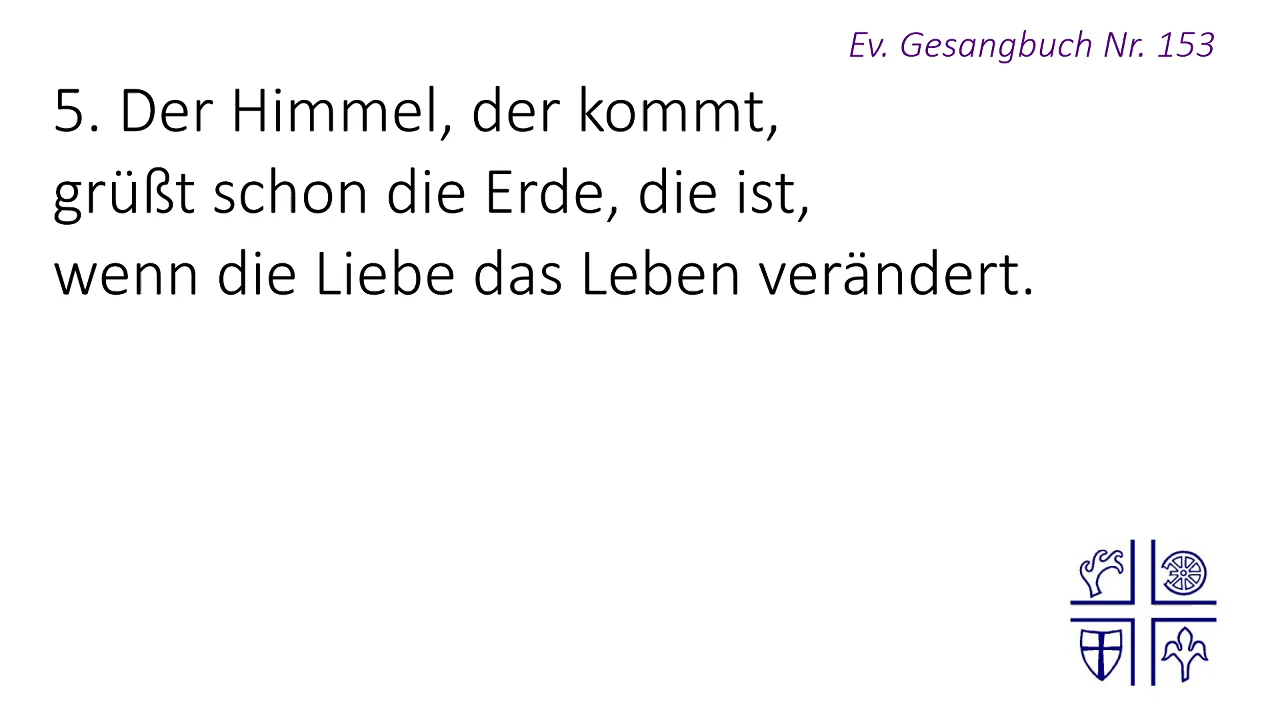 Ev. Gesangbuch Nr. 153
5. Der Himmel, der kommt,
grüßt schon die Erde, die ist,
wenn die Liebe das Leben verändert.